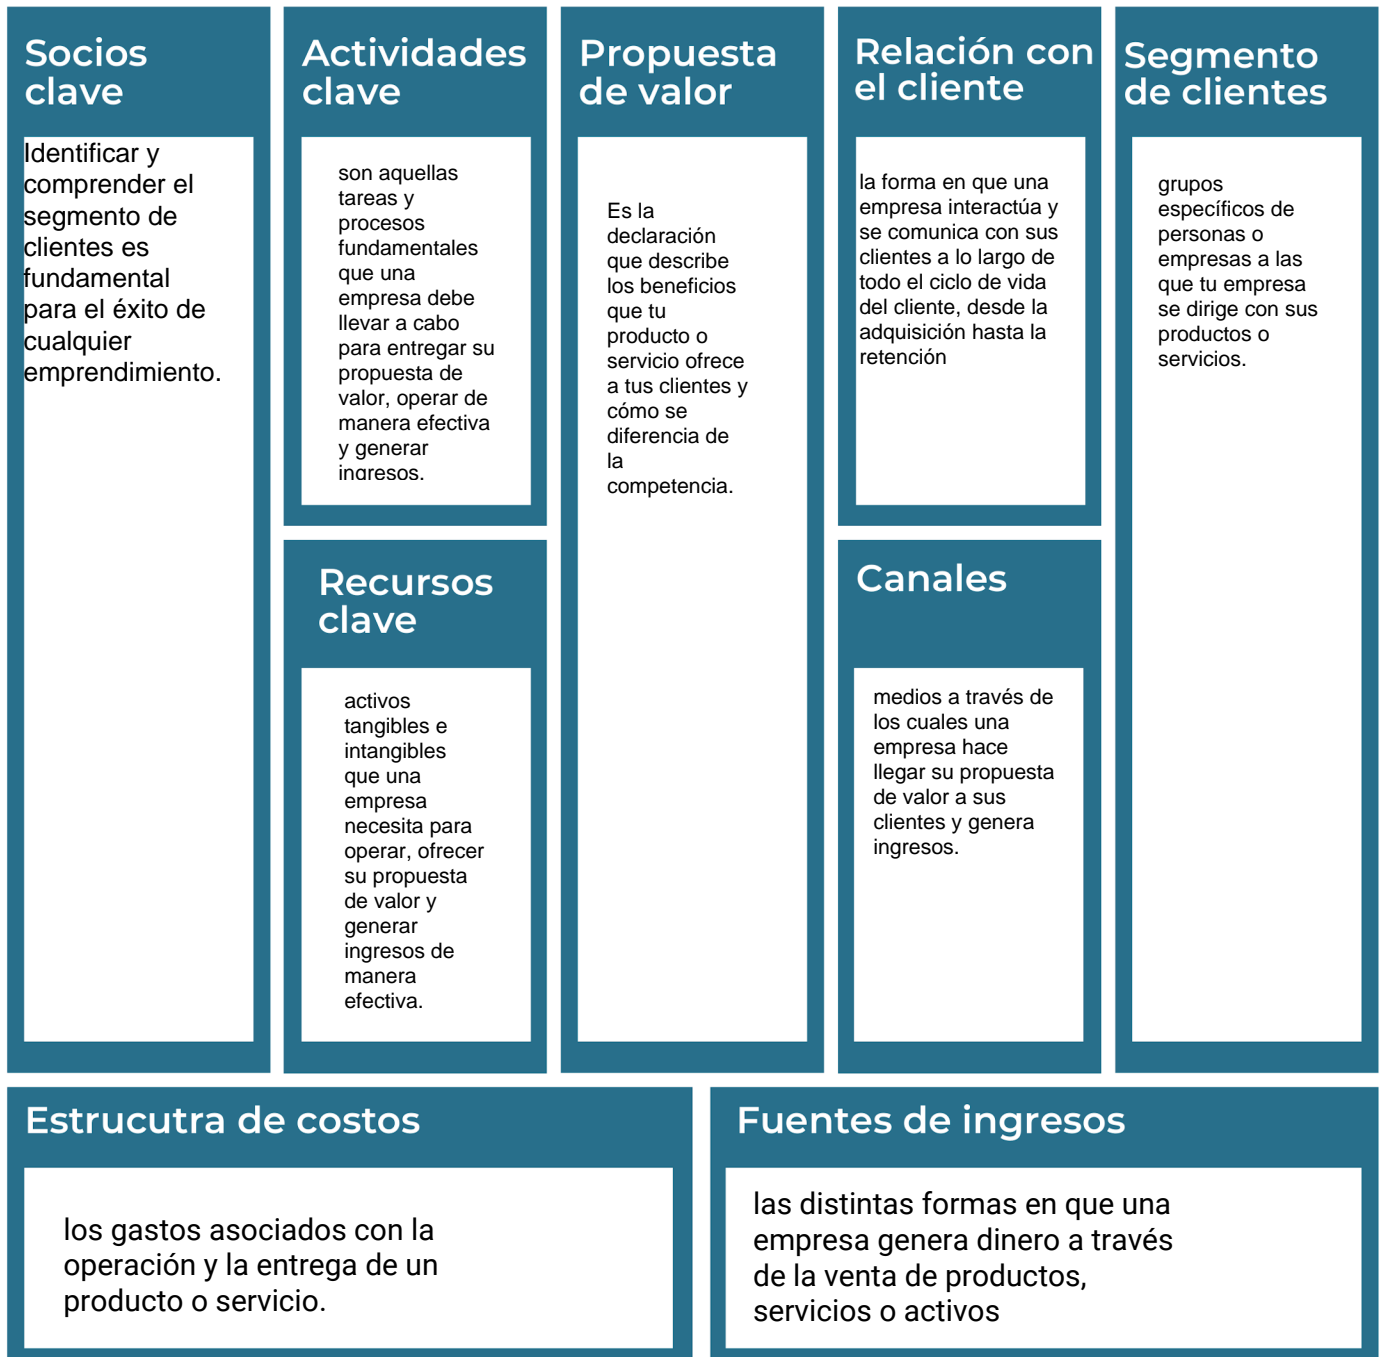 Socios
clave
Identificar y
comprender el
segmento de
clientes es
fundamental
para el éxito de
cualquier
emprendimiento.
Actividades
clave
son aquellas
tareas y
procesos
fundamentales
que una
empresa debe
llevar a cabo
para entregar su
propuesta de
valor, operar de
manera efectiva
y generar
ingresos.
Recursos
clave
activos
tangibles e
intangibles
que una
empresa
necesita para
operar, ofrecer
su propuesta
de valor y
generar
ingresos de
manera
efectiva.
Propuesta
de valor
Es la
declaración
que describe
los beneficios
que tu
producto o
servicio ofrece
a tus clientes y
cómo se
diferencia de
la
competencia.
Relación con
el cliente
la forma en que una
empresa interactúa y
se comunica con sus
clientes a lo largo de
todo el ciclo de vida
del cliente, desde la
adquisición hasta la
retención
Canales
medios a través de
los cuales una
empresa hace
llegar su propuesta
de valor a sus
clientes y genera
ingresos.
Segmento
de clientes
grupos
específicos de
personas o
empresas a las
que tu empresa
se dirige con sus
productos o
servicios.
Estrucutra de costos
los gastos asociados con la
operación y la entrega de un
producto o servicio.
Fuentes de ingresos
las distintas formas en que una
empresa genera dinero a través
de la venta de productos,
servicios o activos